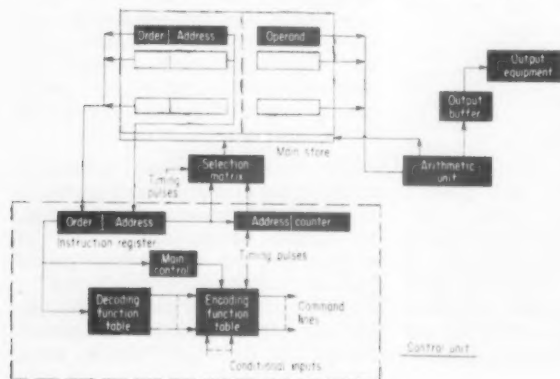 Order Address
Operand
Output
equipment
Output
buffer
Main store
Arithmetic
unit
Timing
pulses
Selection
matrix
Order Address
Address counter
Instruction register
Timing pulses
Main
control
Decoding
function
table
Encoding
function
table
Command
lines
Conditional inputs
Control unit